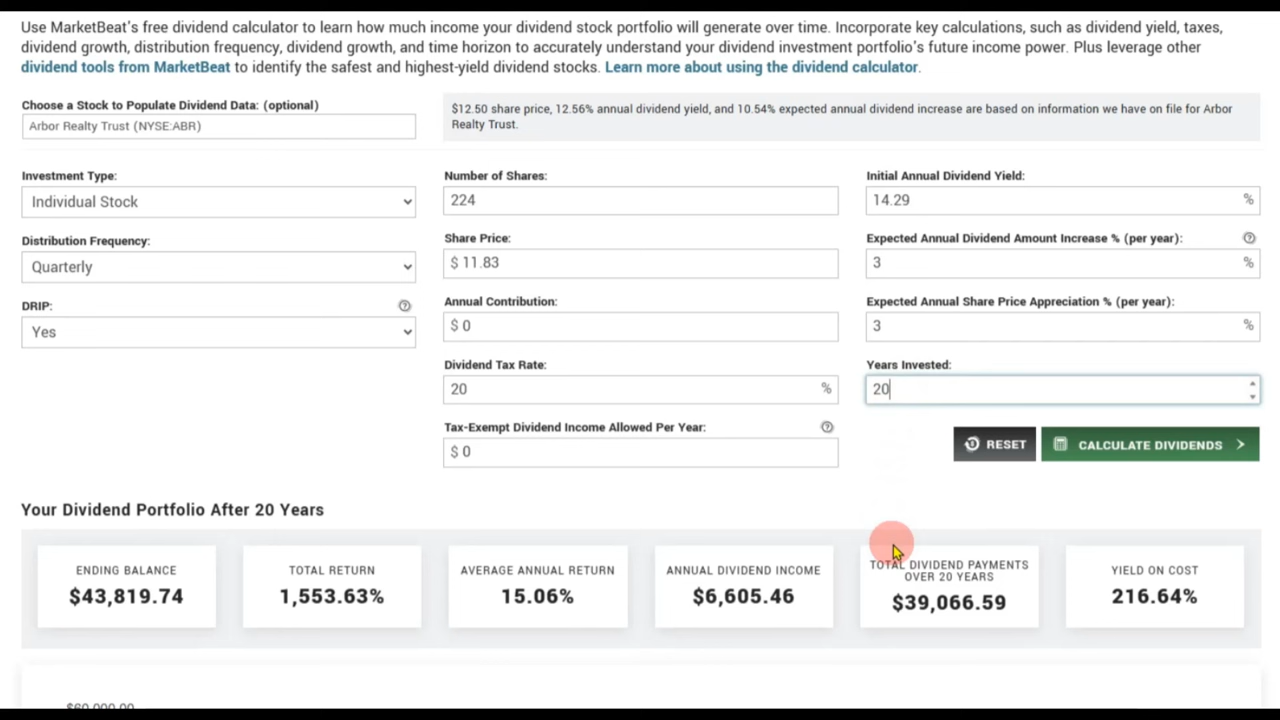 Use MarketBeat's free dividend calculator to learn how much income your dividend stock portfolio will generate over time. Incorporate key calculations, such as dividend yield, taxes,
dividend growth, distribution frequency, dividend growth, and time horizon to accurately understand your dividend investment portfolio's future income power. Plus leverage other
dividend tools from MarketBeat to identify the safest and highest-yield dividend stocks. Learn more about using the dividend calculator.
Choose a Stock to Populate Dividend Data: (optional)
Arbor Realty Trust (NYSE:ABR)
$12.50 share price, 12.56% annual dividend yield, and 10.54% expected annual dividend increase are based on information we have on file for Arbor
Realty Trust.
Investment Type:
Individual Stock
Distribution Frequency:
Quarterly
DRIP:
Yes
Number of Shares:
224
Share Price:
$ 11.83
Annual Contribution:
$ 0
Dividend Tax Rate:
20 %
Tax-Exempt Dividend Income Allowed Per Year:
$ 0
Initial Annual Dividend Yield:
14.29 %
Expected Annual Dividend Amount Increase % (per year):
3 %
Expected Annual Share Price Appreciation % (per year):
3 %
Years Invested:
20
RESET
CALCULATE DIVIDENDS
Your Dividend Portfolio After 20 Years
ENDING BALANCE
$43,819.74
TOTAL RETURN
1,553.63%
AVERAGE ANNUAL RETURN
15.06%
ANNUAL DIVIDEND INCOME
$6,605.46
TOTAL DIVIDEND PAYMENTS
OVER 20 YEARS
$39,066.59
YIELD ON COST
216.64%
$60,000.00